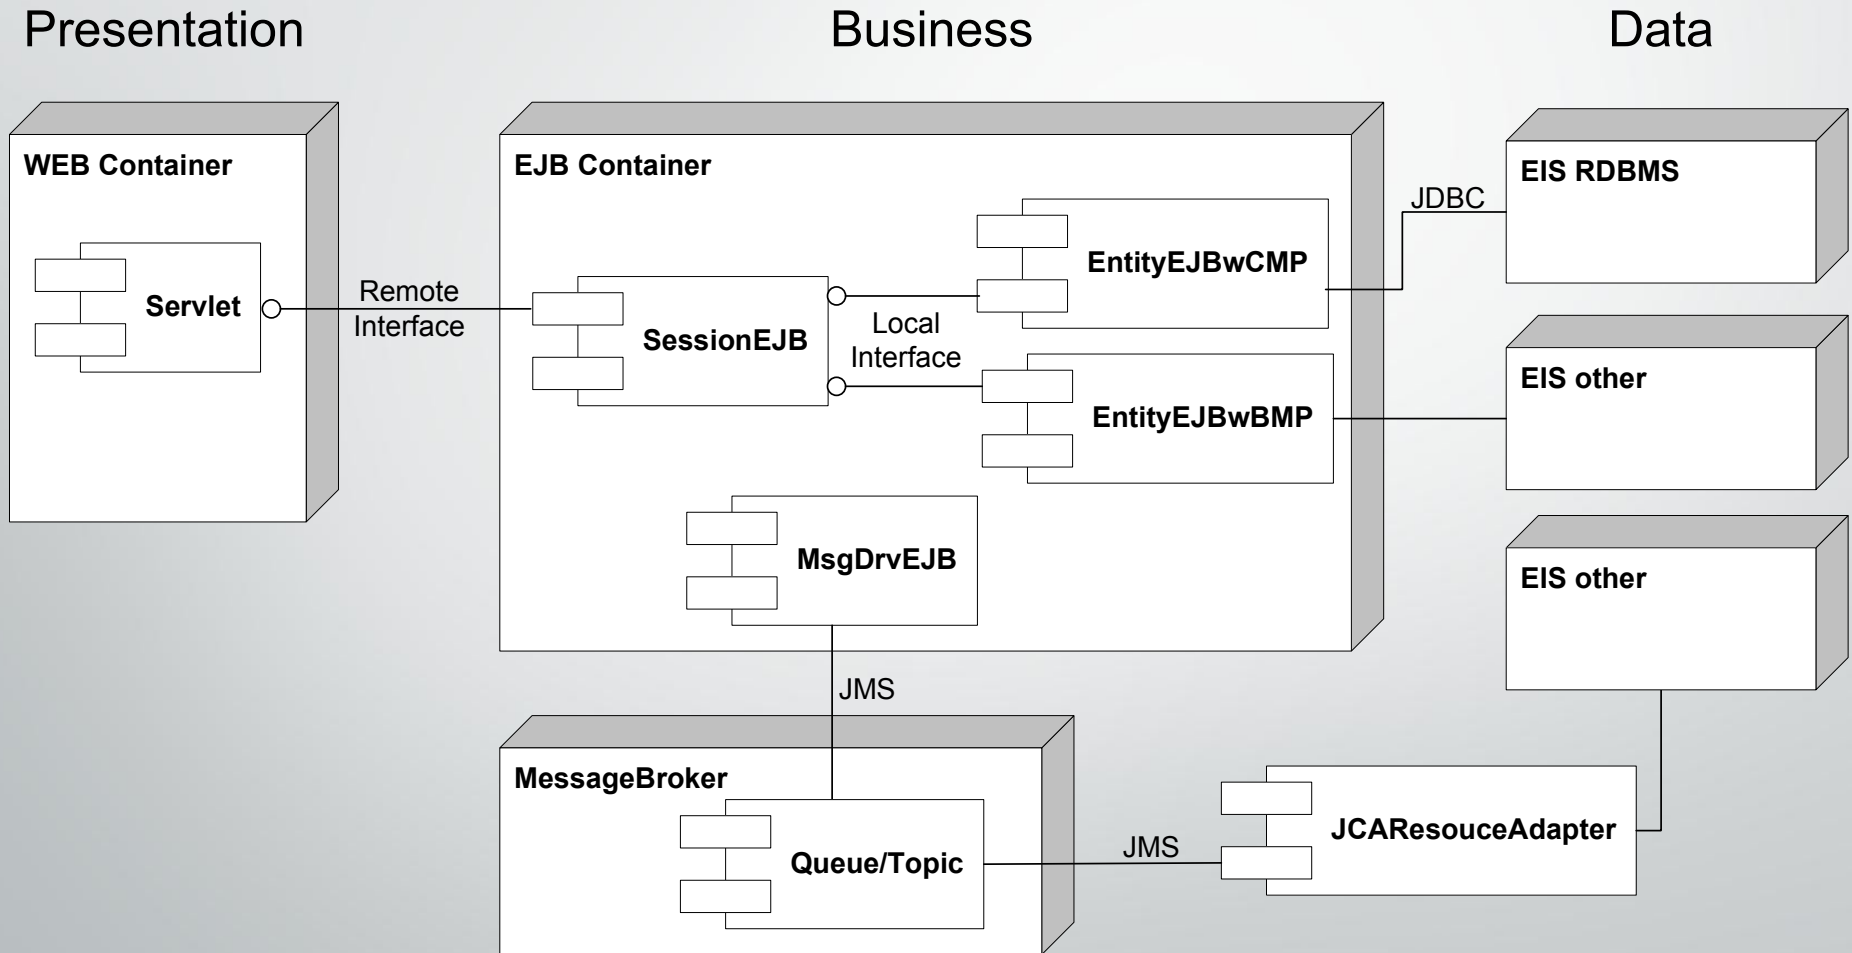 Presentation
Business
Data
WEB Container
Servlet
Remote
Interface
EJB Container
SessionEJB
Local
Interface
EntityEJBwCMP
EntityEJBwBMP
MsgDrvEJB
JDBC
EIS RDBMS
EIS other
EIS other
JMS
MessageBroker
Queue/Topic
JMS
JCAResouceAdapter